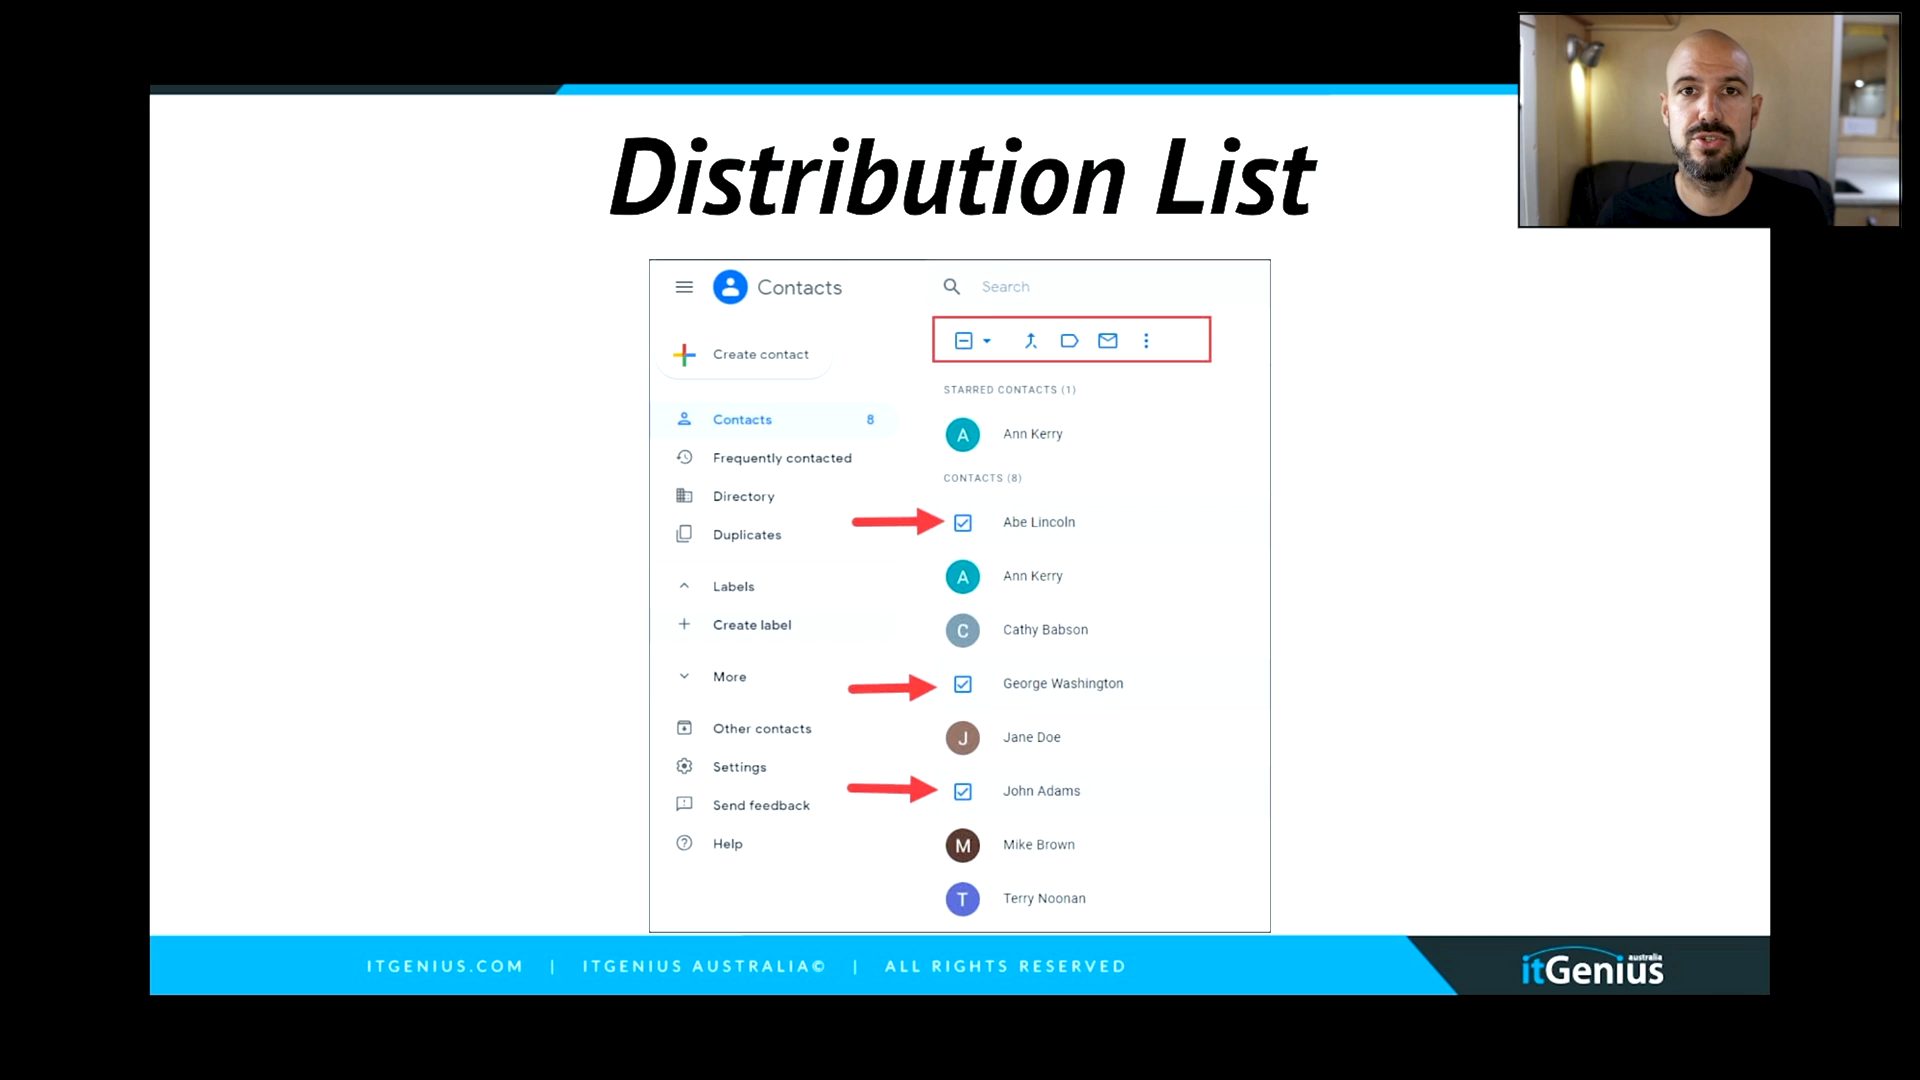 Distribution List
Contacts
Search
Create contact
STARRED CONTACTS (1)
A Ann Kerry
Contacts 8
Frequently contacted
Directory
Duplicates
Labels
Create label
More
Other contacts
Settings
Send feedback
Help
CONTACTS (8)
Abe Lincoln
A Ann Kerry
C Cathy Babson
George Washington
J Jane Doe
John Adams
M Mike Brown
T Terry Noonan
ITGENIUS.COM | ITGENIUS AUSTRALIA© | ALL RIGHTS RESERVED
itGenius australia